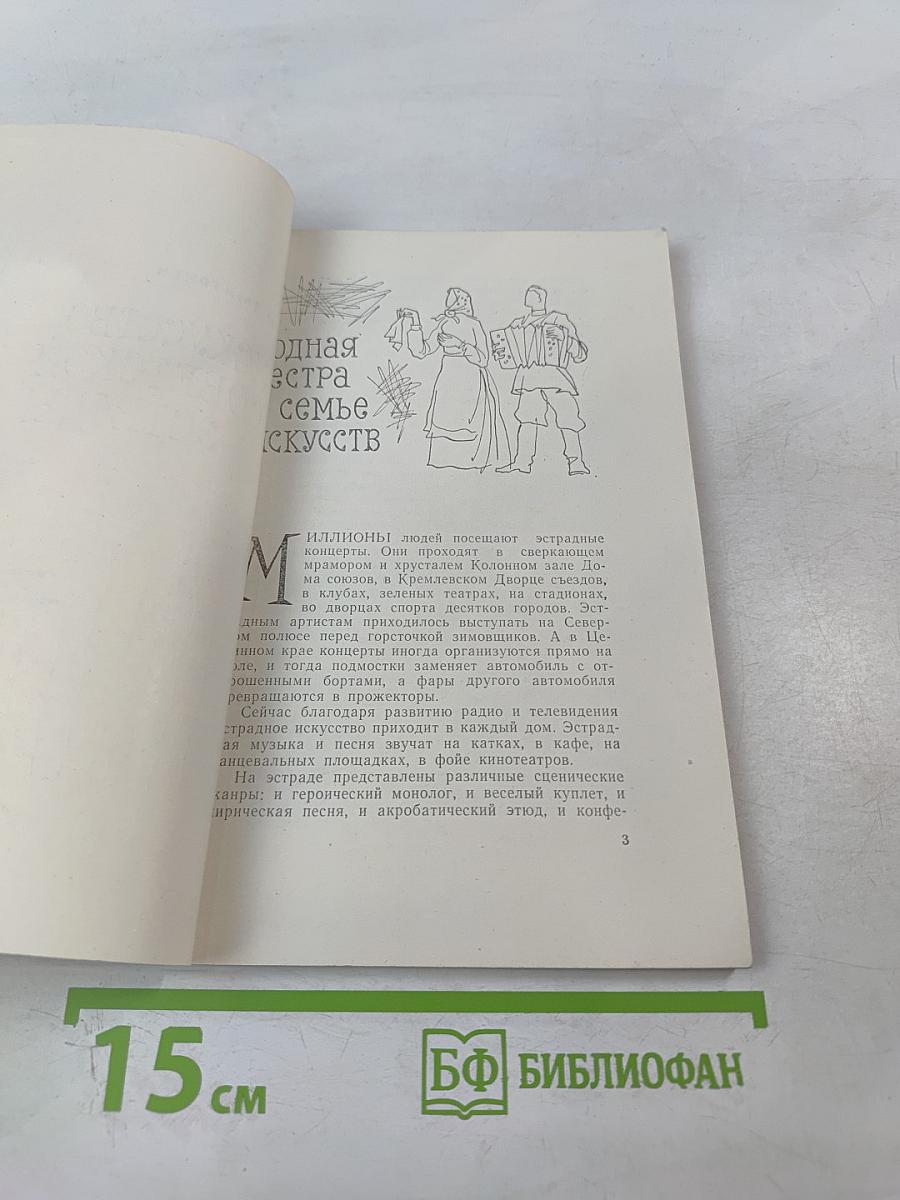 одная
естра
семье
искусств
МИЛЛИОНЫ людей посещают эстрадные
концерты. Они проходят в сверкающем
мрамором и хрусталем Колонном зале До-
ма союзов, в Кремлевском Дворце съездов,
в клубах, зеленых театрах, на стадионах,
во дворцах спорта десятков городов. Эст-
адным артистам приходилось выступать на Север-
ом полюсе перед горсточкой зимовщиков. А в Це-
инном крае концерты иногда организуются прямо на
оле, и тогда подмостки заменяет автомобиль с от-
рошенными бортами, а фары другого автомобиля
ревращаются в прожекторы.
Сейчас благодаря развитию радио и телевидения
страдное искусство приходит в каждый дом. Эстрад-
ая музыка и песня звучат на катках, в кафе, на
анцевальных площадках, в фойе кинотеатров.
На эстраде представлены различные сценические
жанры: и героический монолог, и веселый куплет, и
ирическая песня, и акробатический этюд, и конфе-
3
15 см
БФ БИБЛИОФАН